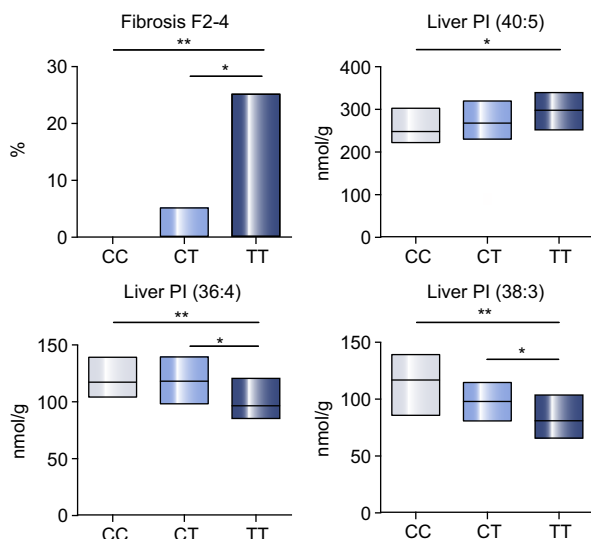 Fibrosis F2-4
**
*
30
20
10
0
%
CC CT TT
Liver PI (40:5)
*
400
300
200
100
0
nmol/g
CC CT TT
Liver PI (36:4)
**
*
150
100
50
0
nmol/g
CC CT TT
Liver PI (38:3)
**
*
150
100
50
0
nmol/g
CC CT TT